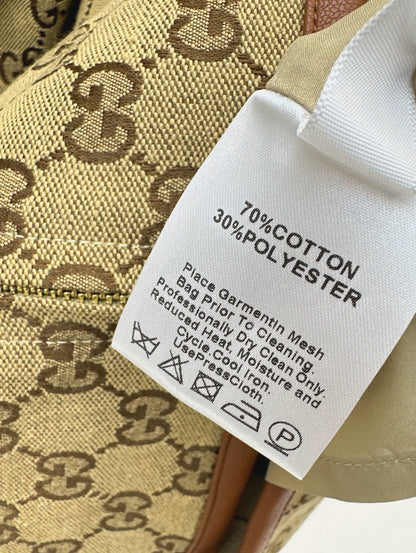 70%COTTON
30%POLYESTER
Place Garmentin Mesh
Bag Prior To Cleaning.
Professionally Dry Clean Only.
Reduced Heat, Moisture and
Cycle.Cool Iron.
UsePressCloth.
P